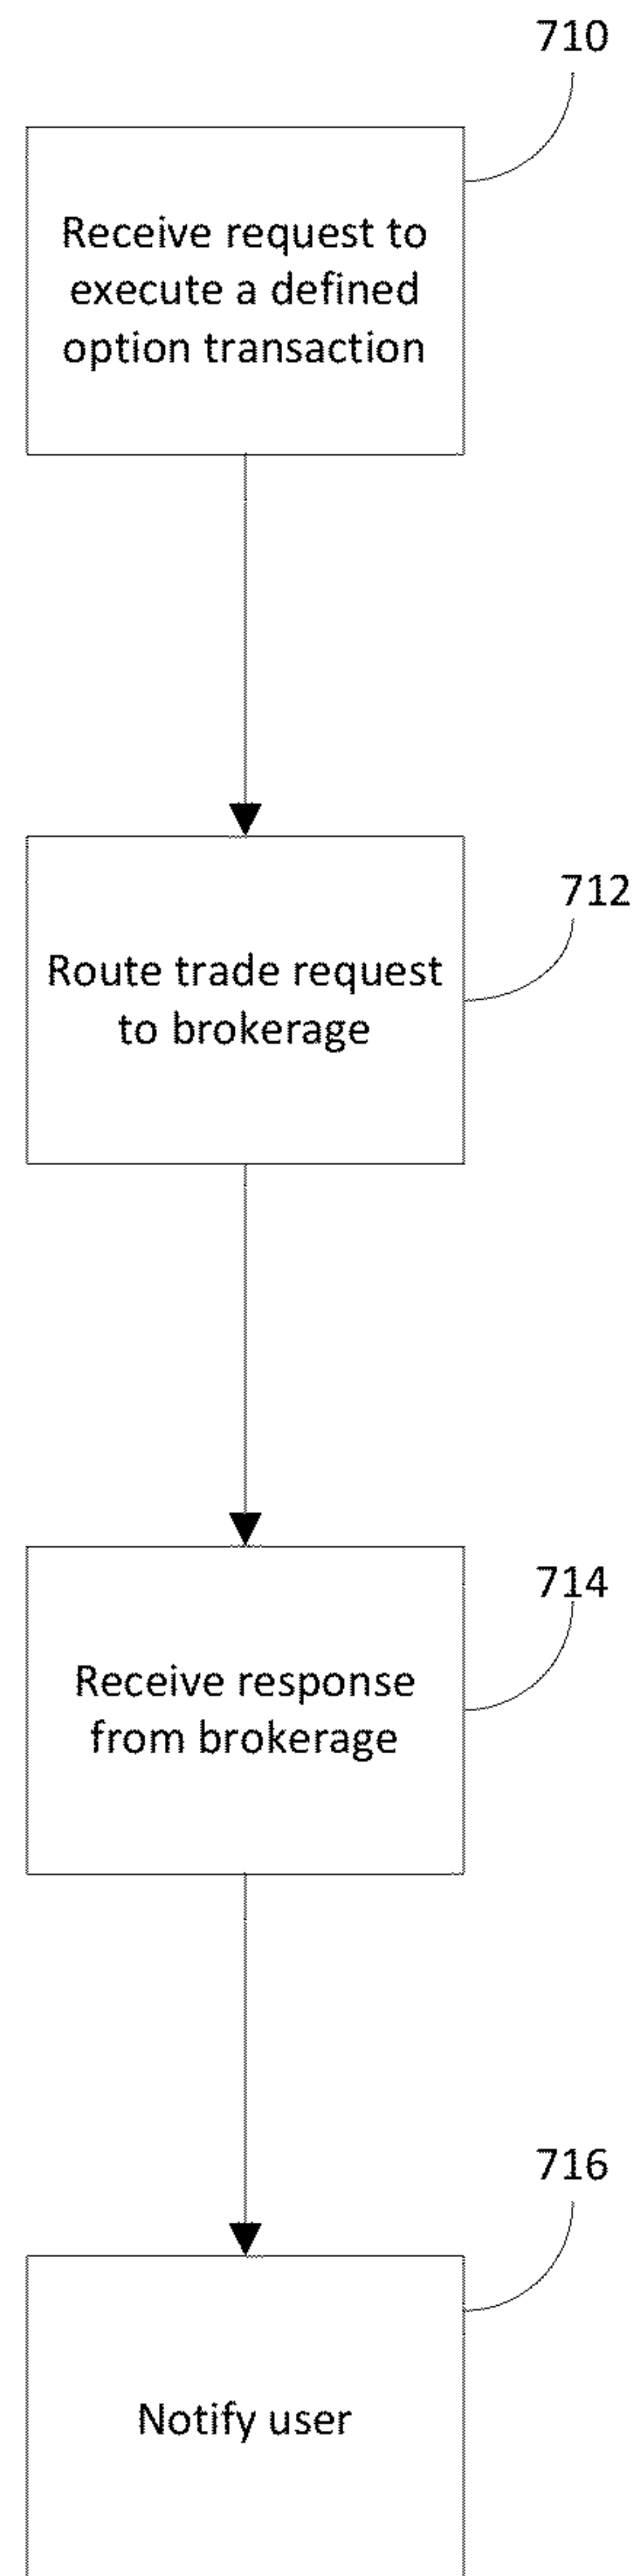 710
Receive request to
execute a defined
option transaction
712
Route trade request
to brokerage
714
Receive response
from brokerage
716
Notify user